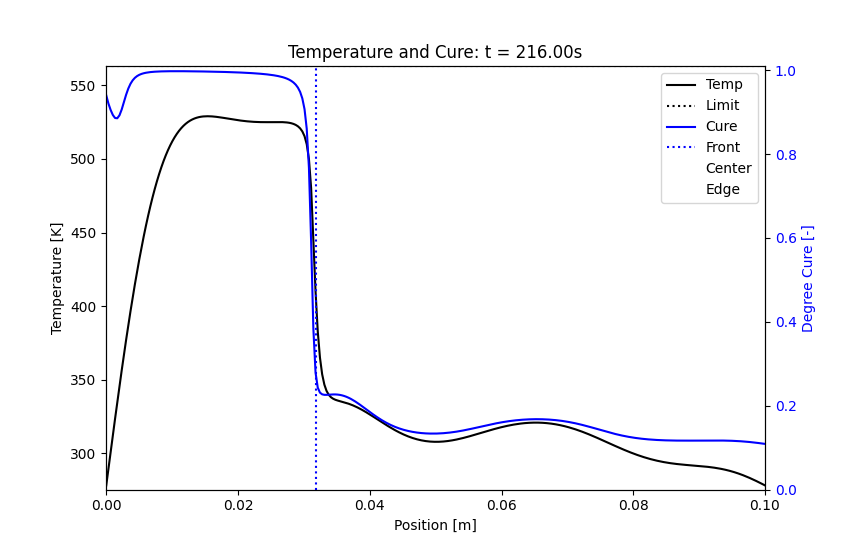 Temperature and Cure: t = 216.00s
Temperature [K]
550
500
450
400
350
300
Temp
Limit
Cure
Front
Center
Edge
1.0
0.8
0.6
0.4
0.2
0.0
Degree Cure [-]
0.00
0.02
0.04
0.06
0.08
0.10
Position [m]